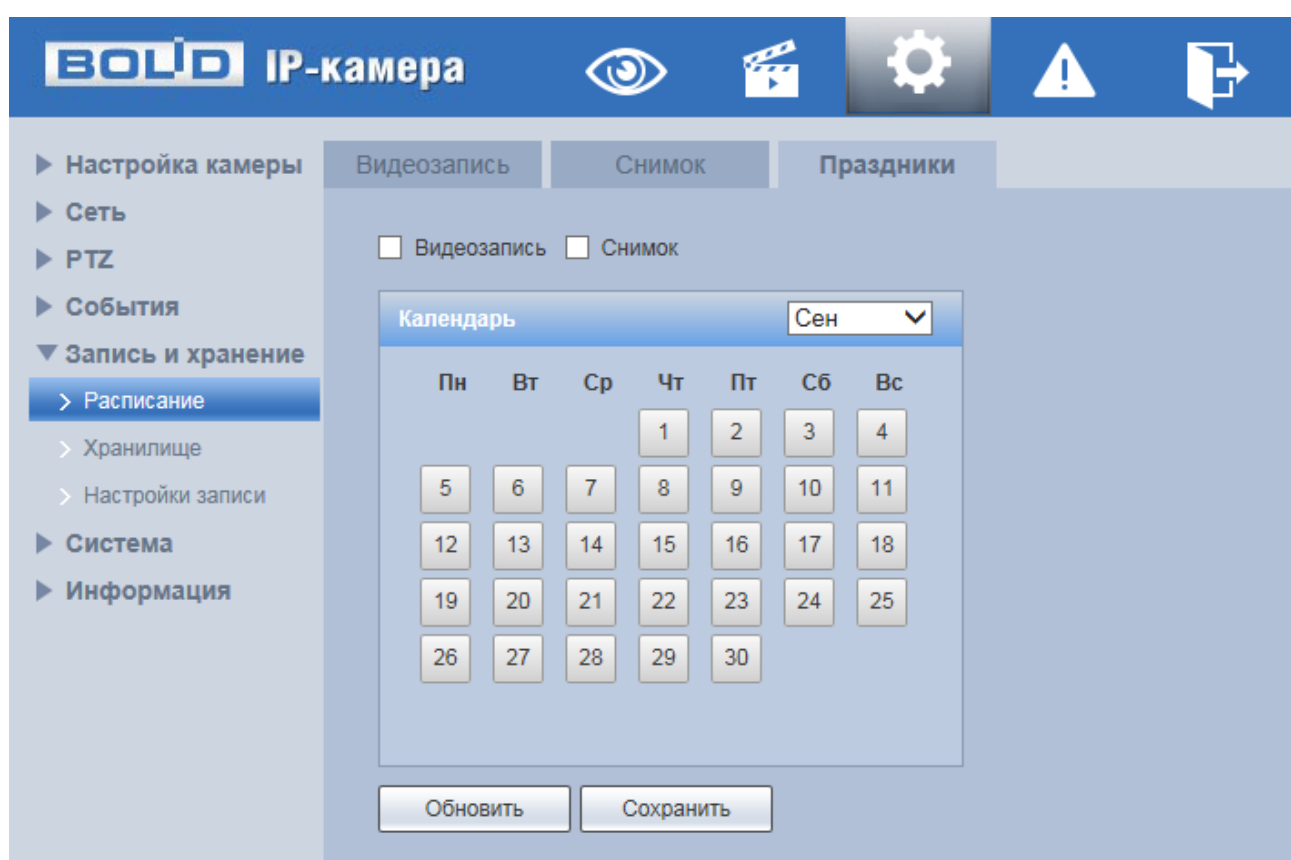 BOLID IP-камера
Настройка камеры
Сеть
PTZ
События
Запись и хранение
Расписание
Хранилище
Настройки записи
Система
Информация
Видеозапись Снимок Праздники
Видеозапись Снимок
Календарь Сен
Пн Вт Ср Чт Пт Сб Вс
1 2 3 4
5 6 7 8 9 10 11
12 13 14 15 16 17 18
19 20 21 22 23 24 25
26 27 28 29 30
Обновить Сохранить